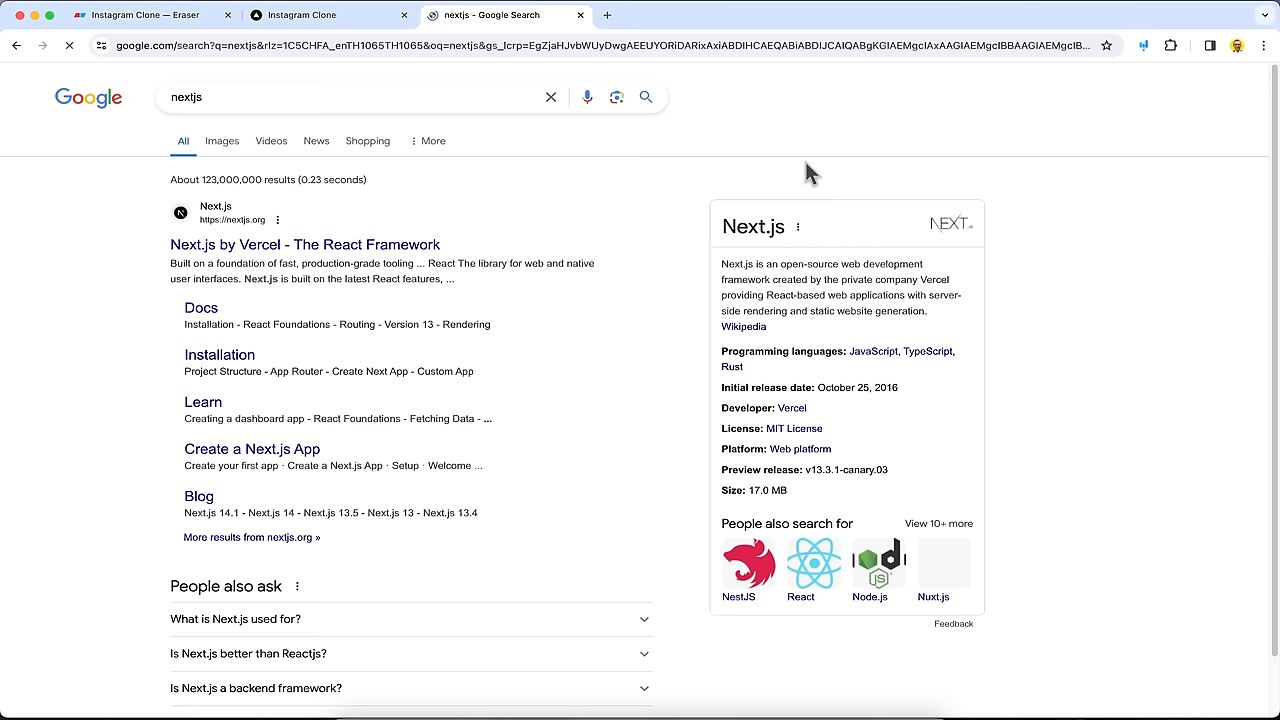 Instagram Clone — Eraser
Instagram Clone
nextjs - Google Search
google.com/search?q=nextjs&rlz=1C5CHFA_enTH1065TH1065&oq=nextjs&gs_lcrp=EgZjaHJvbWUyDwgAEEUYORiDARixAxiABDIHCAEQABiABDIJCAIQABgKGIAEMgcIAxAAGIAEMgcIBBAAGIAEMgcIB...
Google
nextjs
All
Images
Videos
News
Shopping
More
About 123,000,000 results (0.23 seconds)
Next.js
https://nextjs.org
Next.js by Vercel - The React Framework
Built on a foundation of fast, production-grade tooling ... React The library for web and native
user interfaces. Next.js is built on the latest React features, ...
Docs
Installation - React Foundations - Routing - Version 13 - Rendering
Installation
Project Structure - App Router - Create Next App - Custom App
Learn
Creating a dashboard app - React Foundations - Fetching Data - ...
Create a Next.js App
Create your first app · Create a Next.js App · Setup · Welcome ...
Blog
Next.js 14.1 - Next.js 14 - Next.js 13.5 - Next.js 13 - Next.js 13.4
More results from nextjs.org »
People also ask
What is Next.js used for?
Is Next.js better than Reactjs?
Is Next.js a backend framework?
Next.js
NEXT.js
Next.js is an open-source web development
framework created by the private company Vercel
providing React-based web applications with server-
side rendering and static website generation.
Wikipedia
Programming languages: JavaScript, TypeScript,
Rust
Initial release date: October 25, 2016
Developer: Vercel
License: MIT License
Platform: Web platform
Preview release: v13.3.1-canary.03
Size: 17.0 MB
People also search for
View 10+ more
NestJS
React
Node.js
Nuxt.js
Feedback